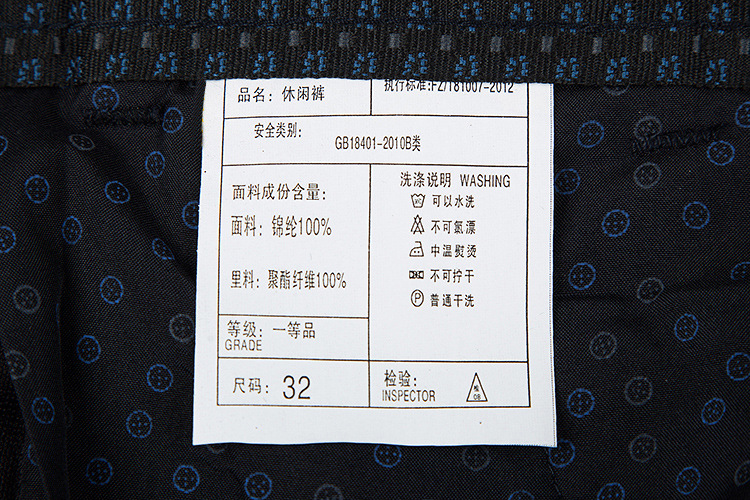 品名：休闲裤
执行标准:FZ/T81007-2012
安全类别：
GB18401-2010B类
面料成份含量：
面料：锦纶100%
里料：聚酯纤维100%
洗涤说明 WASHING
可以水洗
不可氯漂
中温熨烫
不可拧干
P 普通干洗
等级：一等品
GRADE
尺码：32
检验：
INSPECTOR
08